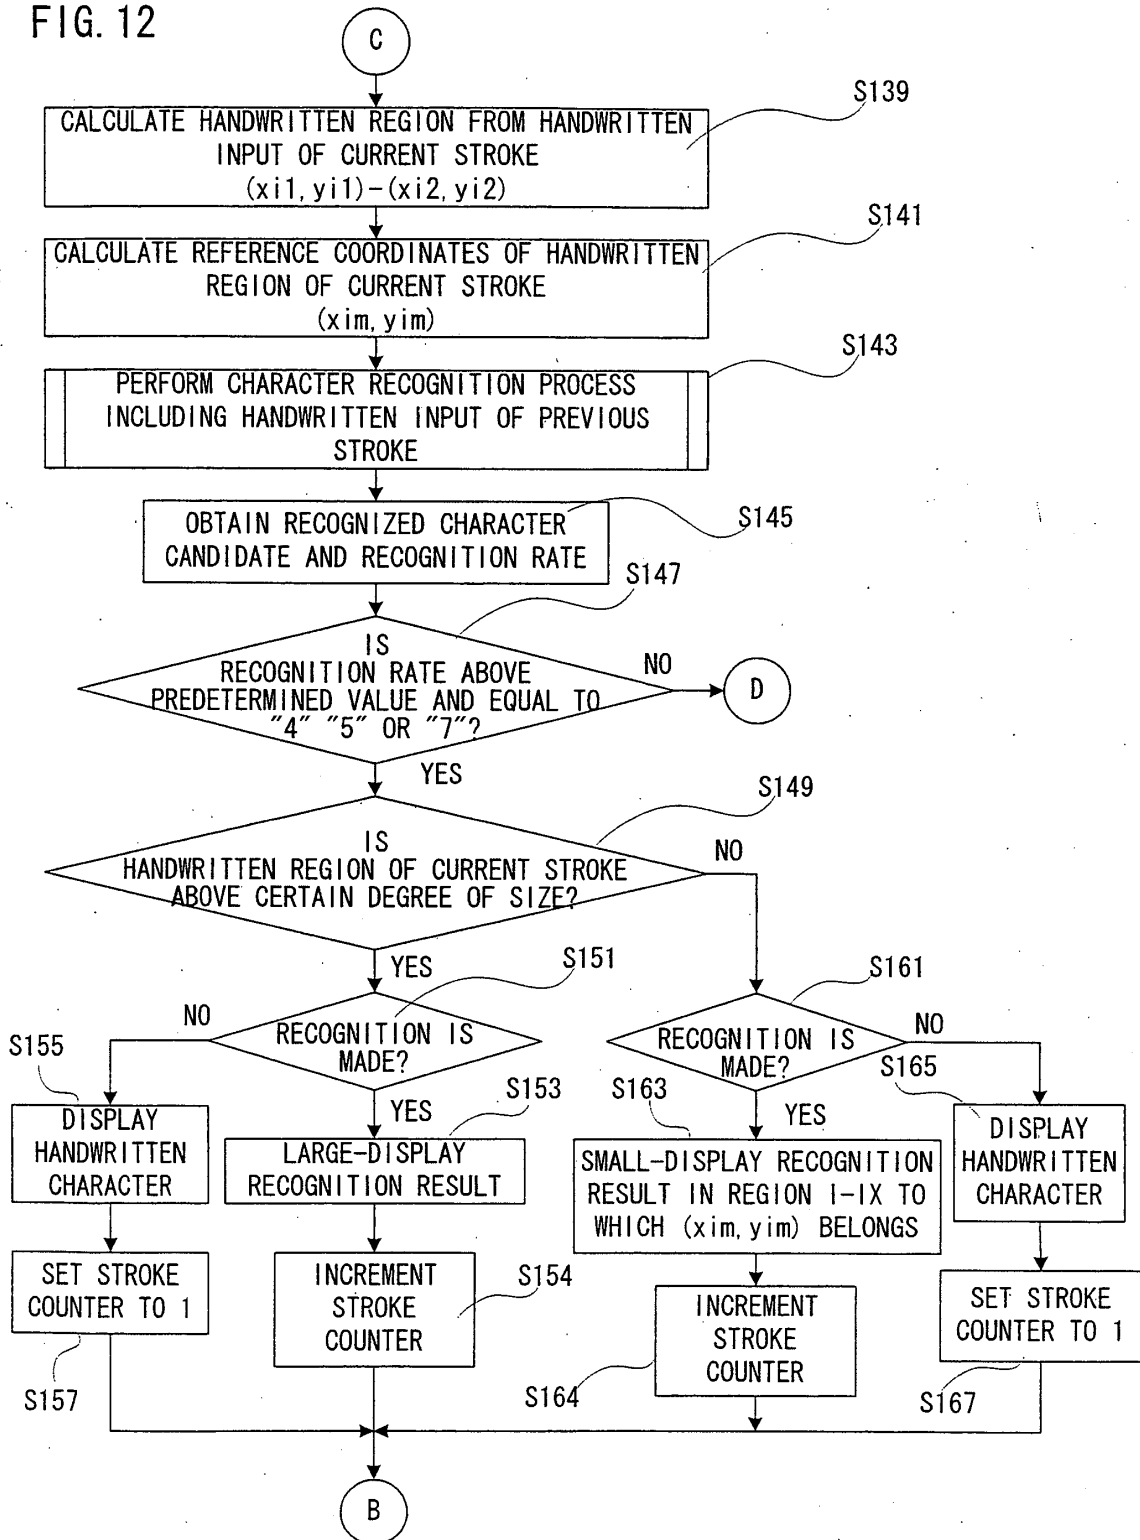 FIG. 12
C
S139
CALCULATE HANDWRITTEN REGION FROM HANDWRITTEN
INPUT OF CURRENT STROKE
(xi1, yi1)-(xi2, yi2)
S141
CALCULATE REFERENCE COORDINATES OF HANDWRITTEN
REGION OF CURRENT STROKE
(xim, yim)
S143
PERFORM CHARACTER RECOGNITION PROCESS
INCLUDING HANDWRITTEN INPUT OF PREVIOUS
STROKE
S145
OBTAIN RECOGNIZED CHARACTER
CANDIDATE AND RECOGNITION RATE
S147
IS
RECOGNITION RATE ABOVE
PREDETERMINED VALUE AND EQUAL TO
"4" "5" OR "7"?
NO
D
YES
S149
IS
HANDWRITTEN REGION OF CURRENT STROKE
ABOVE CERTAIN DEGREE OF SIZE?
NO
YES
S151
RECOGNITION IS
MADE?
NO
YES
S161
RECOGNITION IS
MADE?
NO
YES
S155
DISPLAY
HANDWRITTEN
CHARACTER
S153
LARGE-DISPLAY
RECOGNITION RESULT
S163
SMALL-DISPLAY RECOGNITION
RESULT IN REGION I-IX TO
WHICH (xim, yim) BELONGS
S165
DISPLAY
HANDWRITTEN
CHARACTER
SET STROKE
COUNTER TO 1
S157
INCREMENT
STROKE
COUNTER
S154
INCREMENT
STROKE
COUNTER
S164
SET STROKE
COUNTER TO 1
S167
B